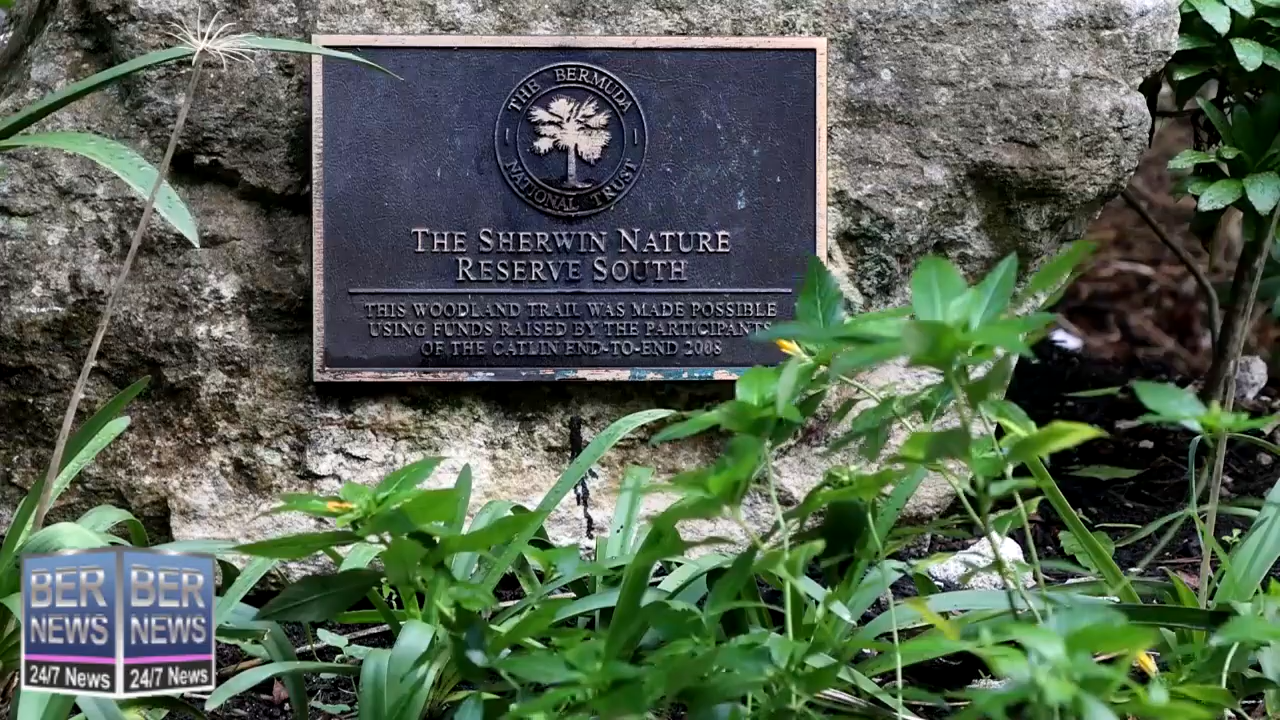 THE BERMUDA
NATIONAL TRUST
THE SHERWIN NATURE
RESERVE SOUTH
THIS WOODLAND TRAIL WAS MADE POSSIBLE
USING FUNDS RAISED BY THE PARTICIPANTS
OF THE CATLIN END-TO-END 2008
BER BER
NEWS NEWS
24/7 News 24/7 News